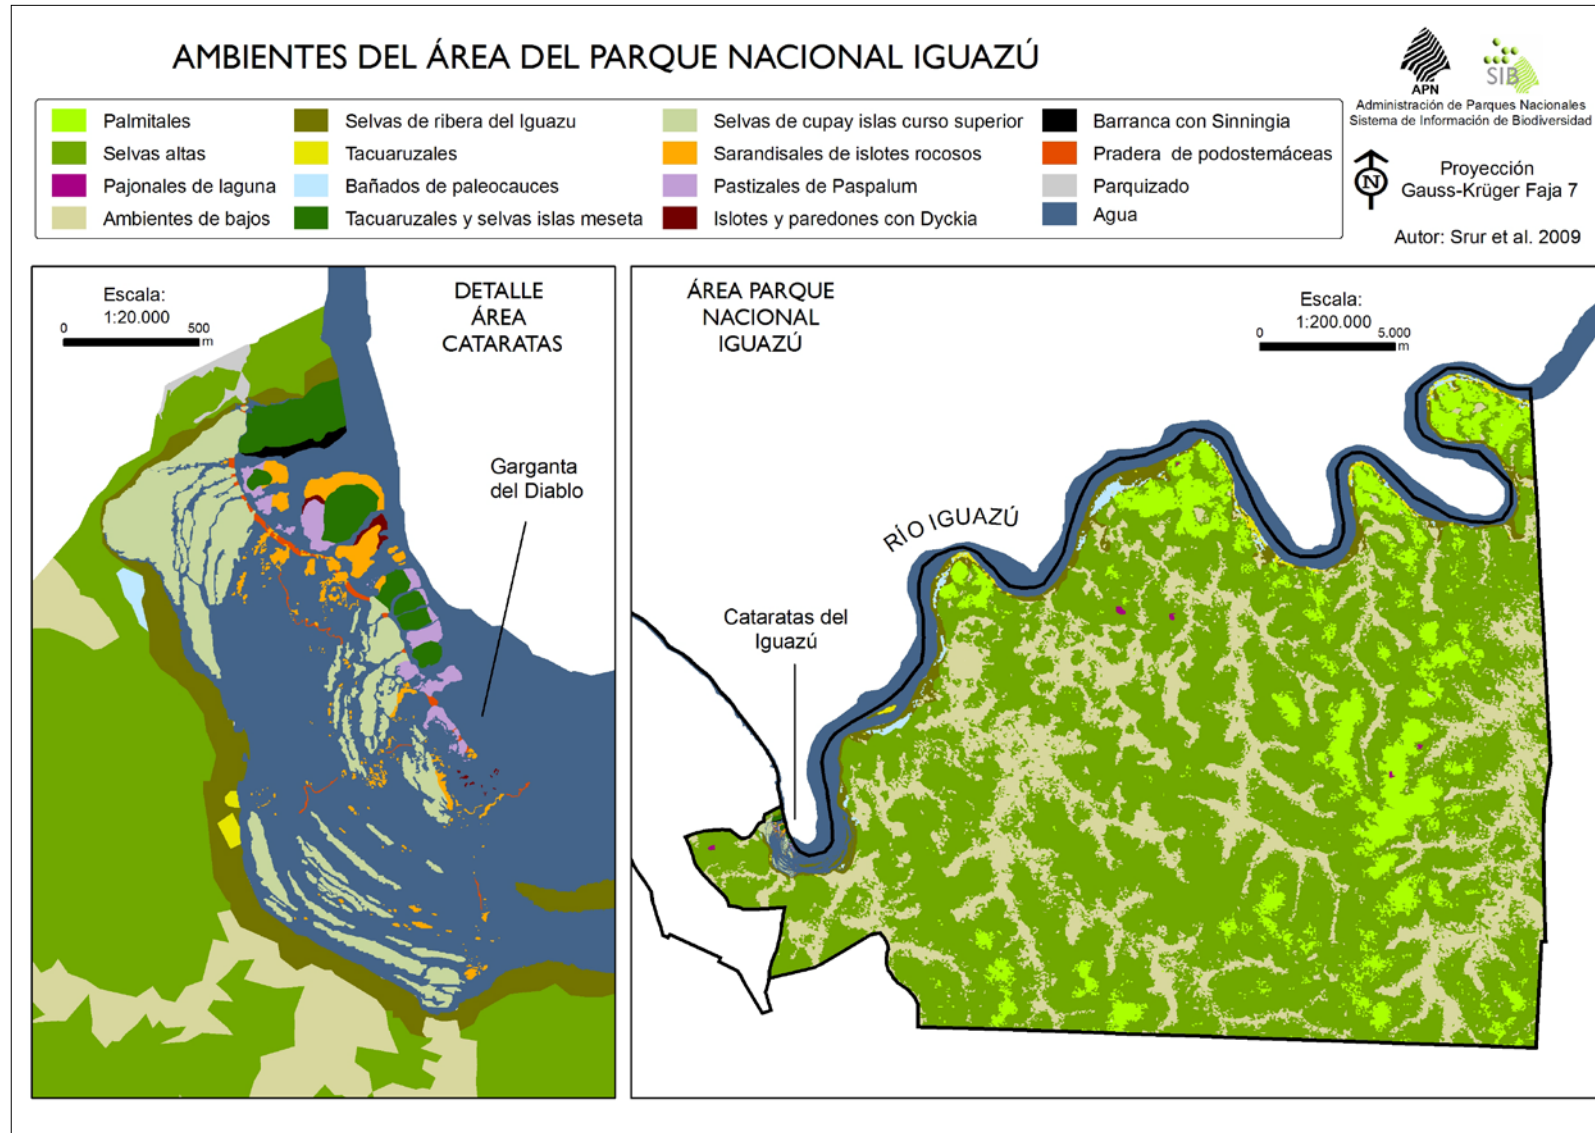 AMBIENTES DEL ÁREA DEL PARQUE NACIONAL IGUAZÚ
APN
SIB
Administración de Parques Nacionales
Sistema de Información de Biodiversidad
Palmitales
Selvas altas
Pajonales de laguna
Ambientes de bajos
Selvas de ribera del Iguazu
Tacuaruzales
Bañados de paleocauces
Tacuaruzales y selvas islas meseta
Selvas de cupay islas curso superior
Sarandisales de islotes rocosos
Pastizales de Paspalum
Islotes y paredones con Dyckia
Barranca con Sinningia
Pradera de podostemáceas
Parquizado
Agua
N
Proyección
Gauss-Krüger Faja 7
Autor: Srur et al. 2009
Escala:
1:20.000
0 500
m
DETALLE
ÁREA
CATARATAS
Garganta
del Diablo
ÁREA PARQUE
NACIONAL
IGUAZÚ
Escala:
1:200.000
0 5.000
m
RÍO IGUAZÚ
Cataratas del
Iguazú